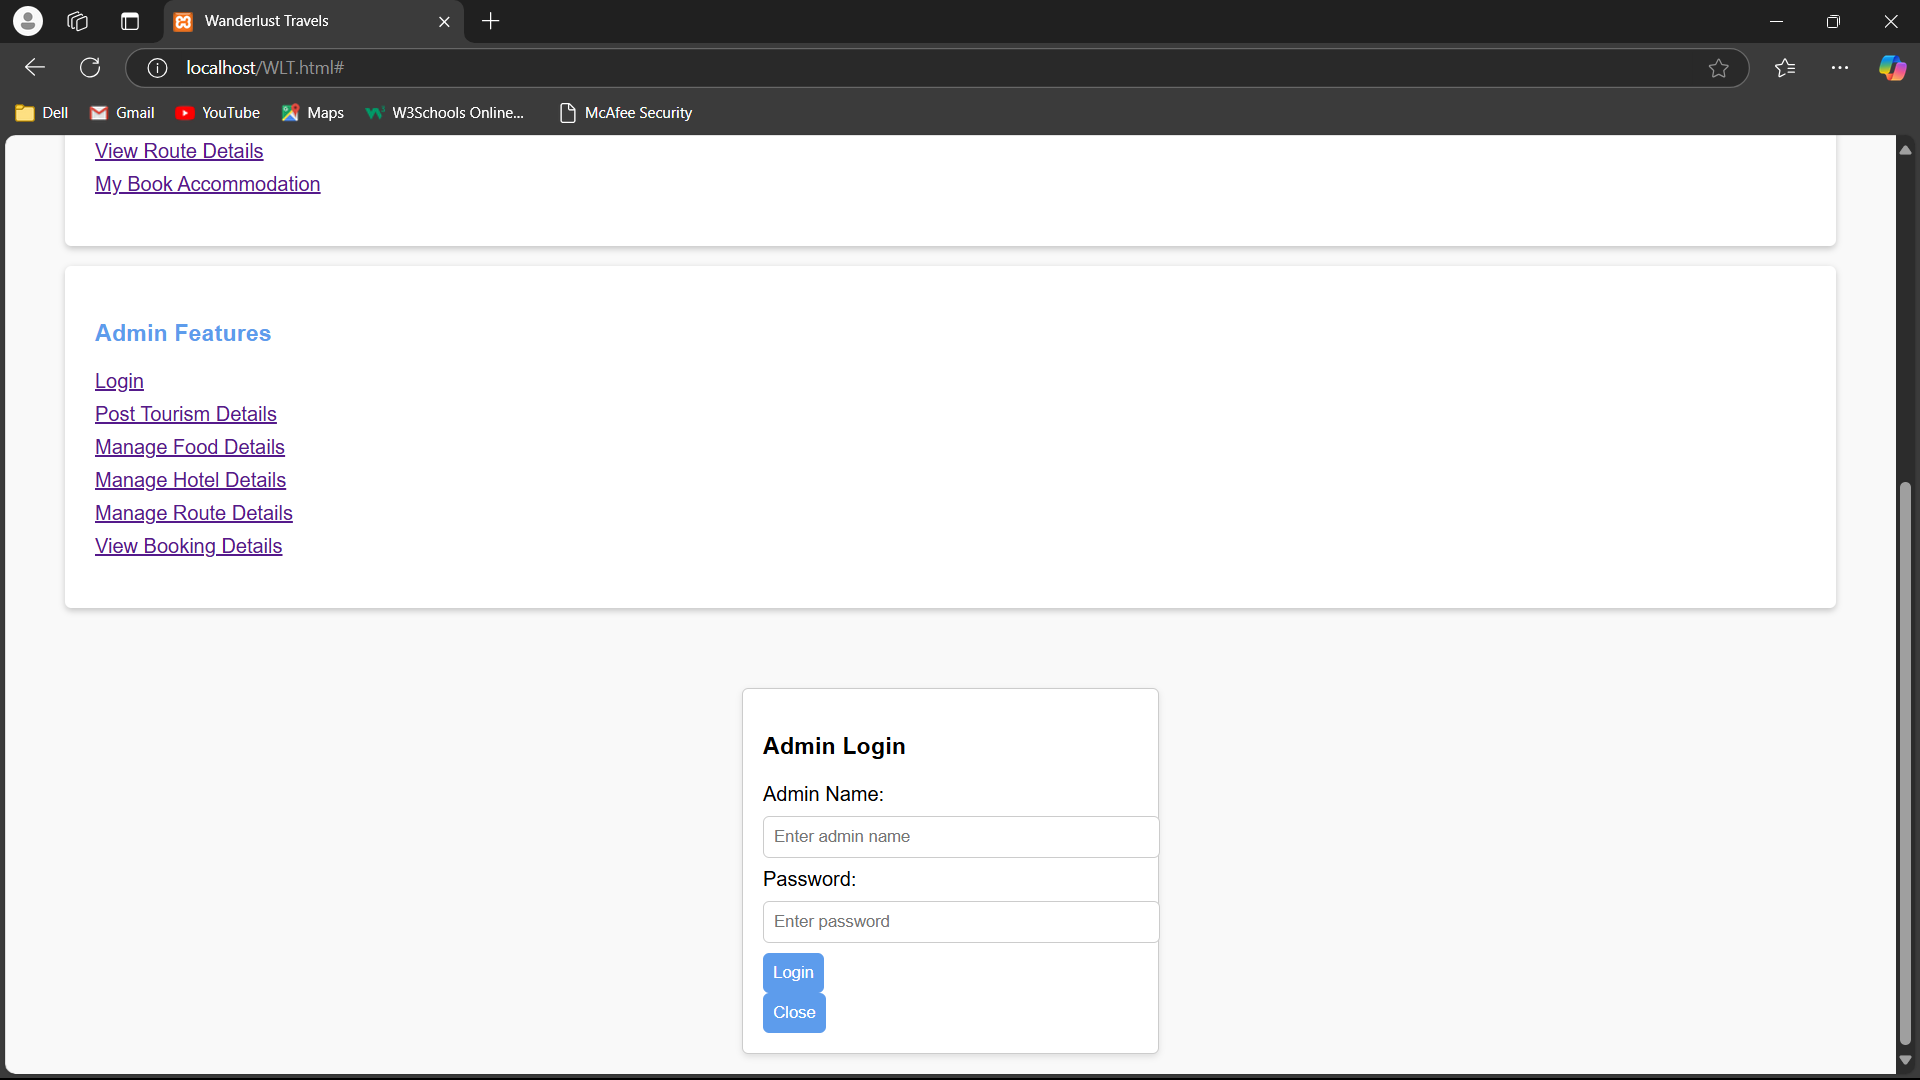 Wanderlust Travels
localhost/WLT.html#
Dell Gmail YouTube Maps W3Schools Online... McAfee Security
View Route Details
My Book Accommodation
Admin Features
Login
Post Tourism Details
Manage Food Details
Manage Hotel Details
Manage Route Details
View Booking Details
Admin Login
Admin Name:
Enter admin name
Password:
Enter password
Login
Close